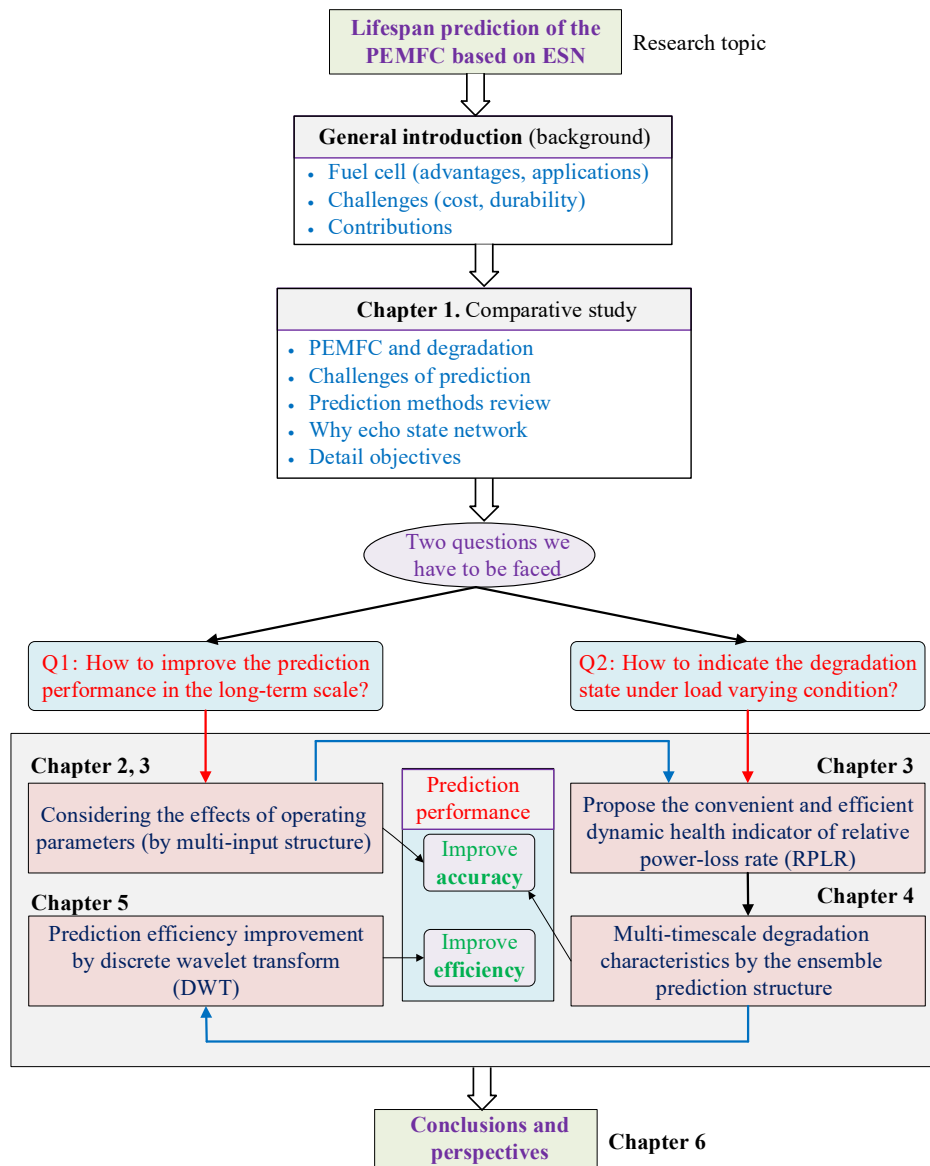 Lifespan prediction of the
PEMFC based on ESN
Research topic
General introduction (background)
• Fuel cell (advantages, applications)
• Challenges (cost, durability)
• Contributions
Chapter 1. Comparative study
• PEMFC and degradation
• Challenges of prediction
• Prediction methods review
• Why echo state network
• Detail objectives
Two questions we
have to be faced
Q1: How to improve the prediction
performance in the long-term scale?
Q2: How to indicate the degradation
state under load varying condition?
Chapter 2, 3
Considering the effects of operating
parameters (by multi-input structure)
Prediction
performance
Improve
accuracy
Improve
efficiency
Chapter 3
Propose the convenient and efficient
dynamic health indicator of relative
power-loss rate (RPLR)
Chapter 5
Prediction efficiency improvement
by discrete wavelet transform
(DWT)
Chapter 4
Multi-timescale degradation
characteristics by the ensemble
prediction structure
Conclusions and
perspectives
Chapter 6